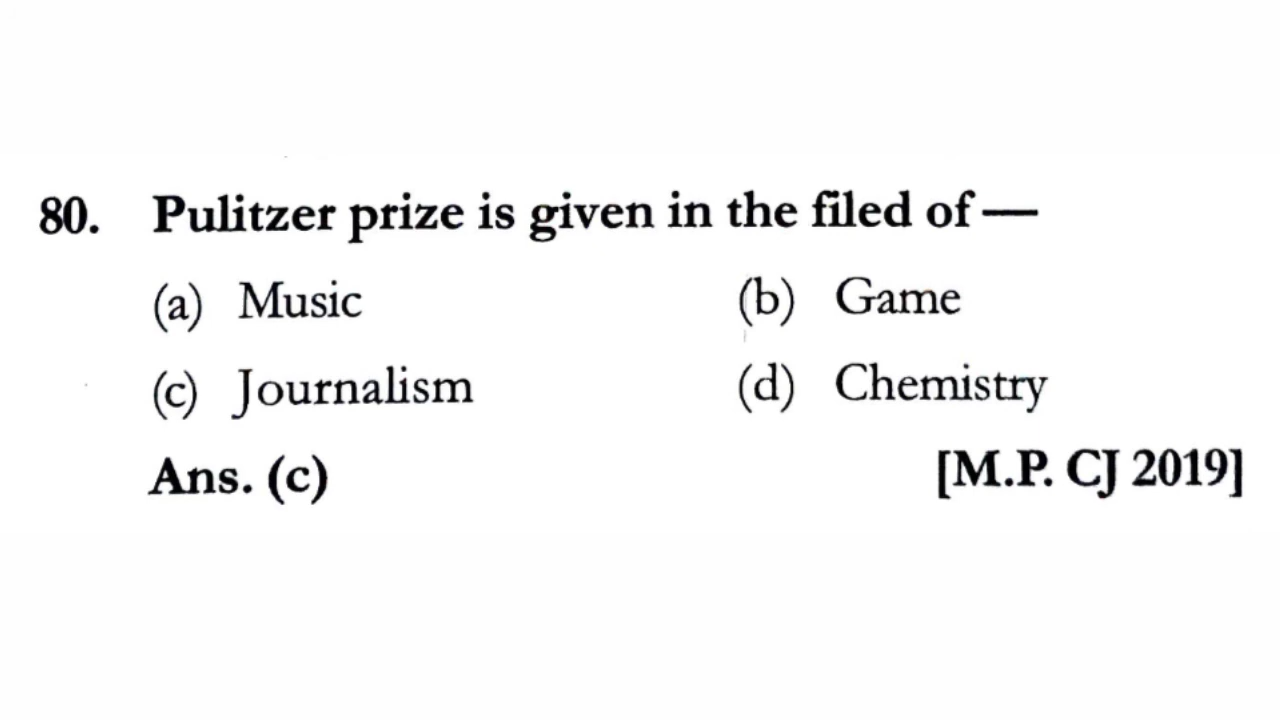 80. Pulitzer prize is given in the filed of —
(a) Music (b) Game
(c) Journalism (d) Chemistry
Ans. (c) [M.P. CJ 2019]